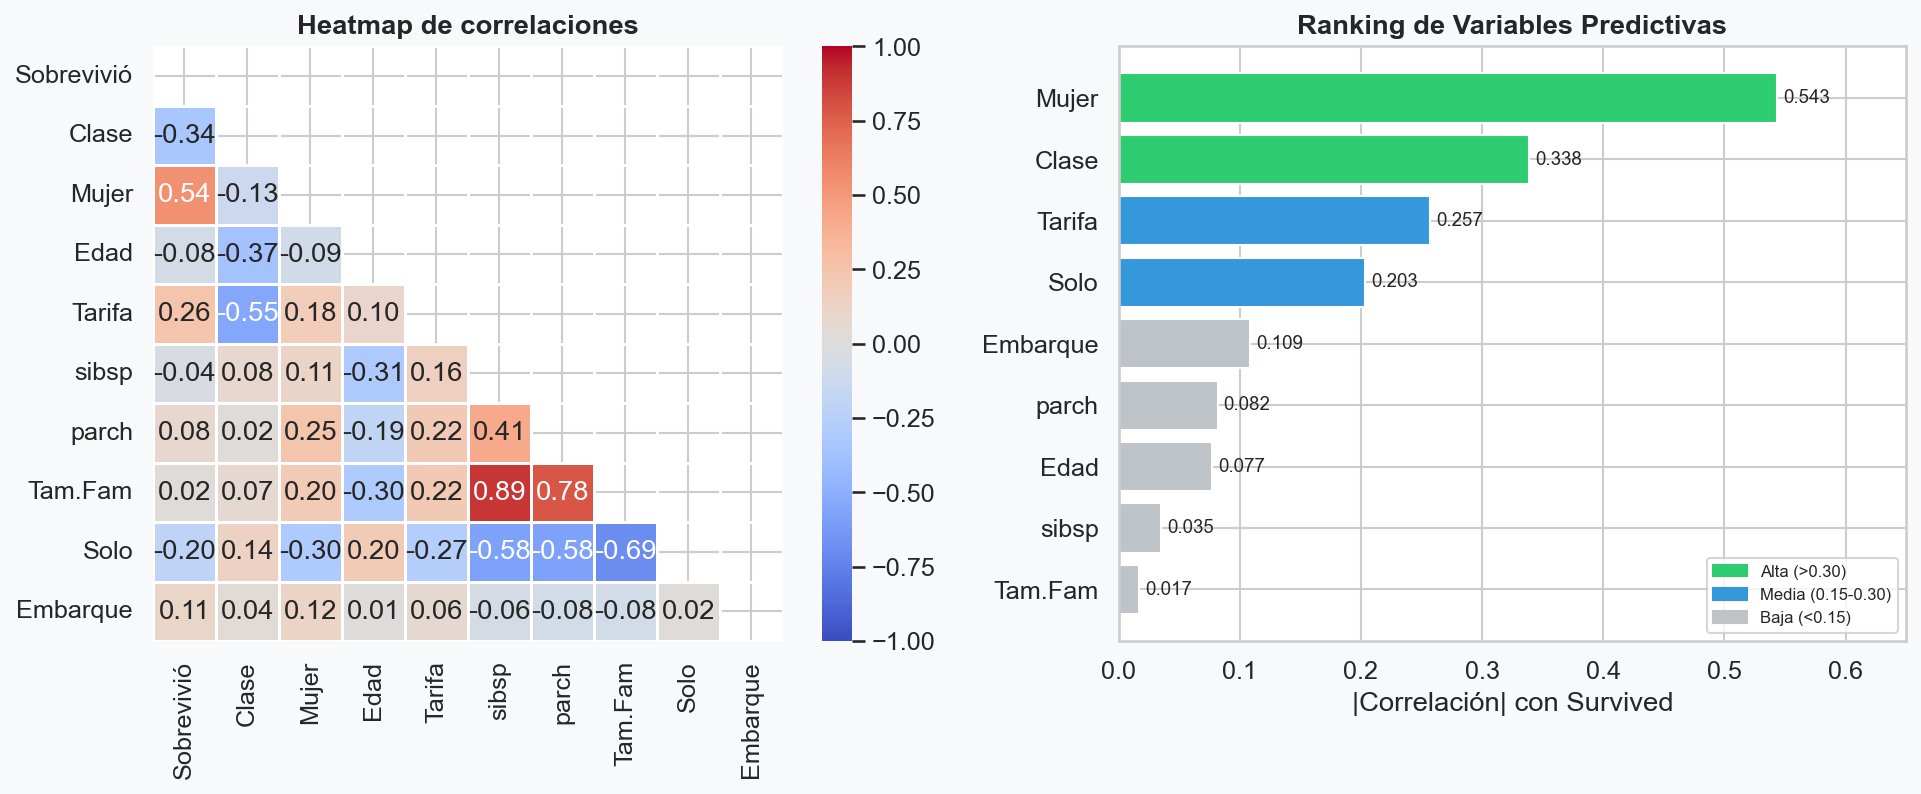 Heatmap de correlaciones
Sobrevivió
Clase -0.34
Mujer 0.54 -0.13
Edad -0.08 -0.37 -0.09
Tarifa 0.26 -0.55 0.18 0.10
sibsp -0.04 0.08 0.11 -0.31 0.16
parch 0.08 0.02 0.25 -0.19 0.22 0.41
Tam.Fam 0.02 0.07 0.20 -0.30 0.22 0.89 0.78
Solo -0.20 0.14 -0.30 0.20 -0.27 -0.58 -0.58 -0.69
Embarque 0.11 0.04 0.12 0.01 0.06 -0.06 -0.08 -0.08 0.02
Sobrevivió Clase Mujer Edad Tarifa sibsp parch Tam.Fam Solo Embarque
1.00
0.75
0.50
0.25
0.00
−0.25
−0.50
−0.75
−1.00
Ranking de Variables Predictivas
Mujer 0.543
Clase 0.338
Tarifa 0.257
Solo 0.203
Embarque 0.109
parch 0.082
Edad 0.077
sibsp 0.035
Tam.Fam 0.017
Alta (>0.30)
Media (0.15-0.30)
Baja (<0.15)
0.0 0.1 0.2 0.3 0.4 0.5 0.6
|Correlación| con Survived